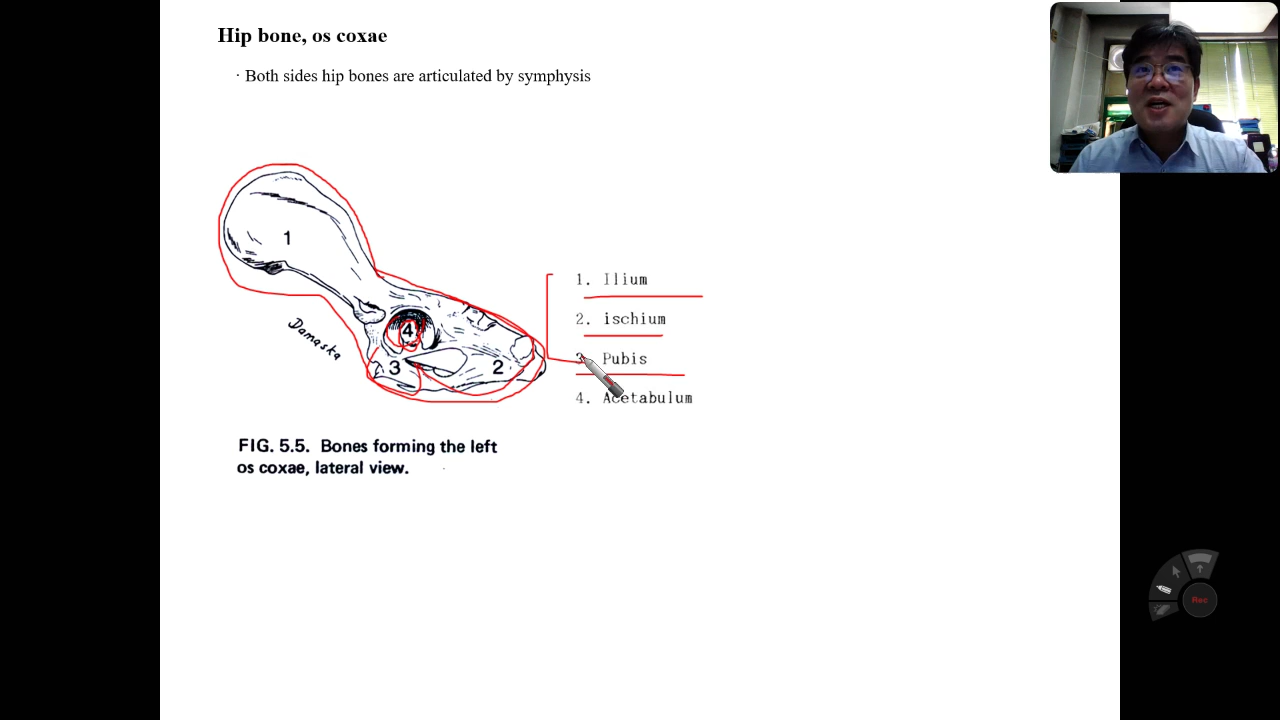 Hip bone, os coxae
· Both sides hip bones are articulated by symphysis
1
4
3
2
Damaska
1. Ilium
2. ischium
3 Pubis
4. Acetabulum
FIG. 5.5. Bones forming the left
os coxae, lateral view.
Rec